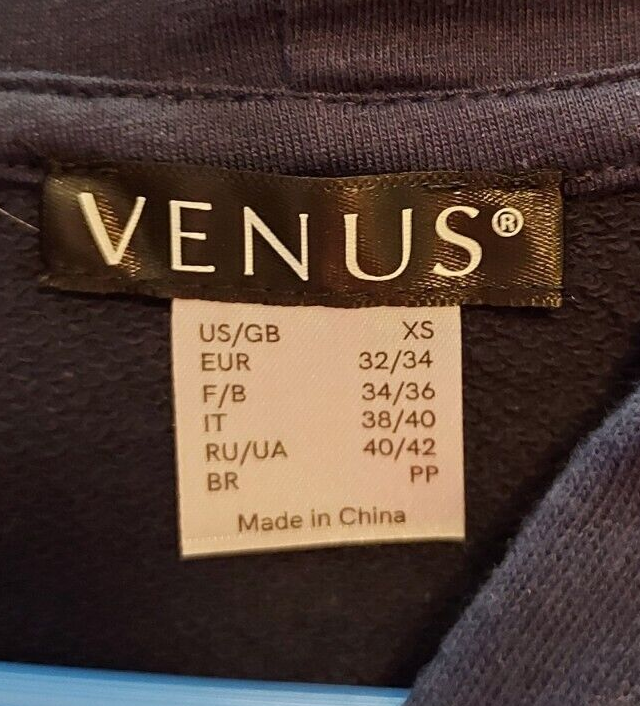 VENUS®
US/GB XS
EUR 32/34
F/B 34/36
IT 38/40
RU/UA 40/42
BR PP
Made in China